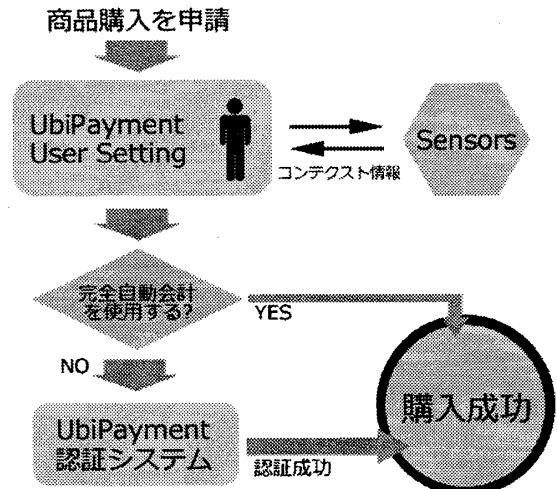 商品購入を申請
UbiPayment
User Setting
Sensors
コンテクスト情報
完全自動会計
を使用する?
YES
NO
購入成功
UbiPayment
認証システム
認証成功